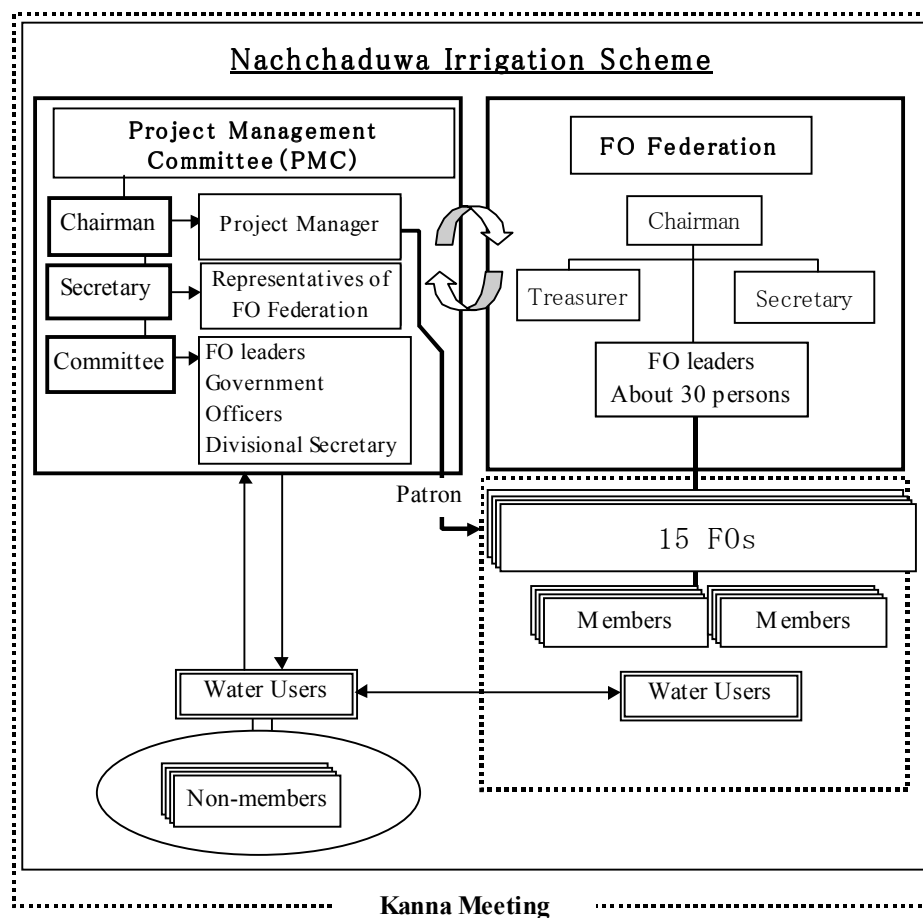 Nachchaduwa Irrigation Scheme
Project Management
Committee(PMC)
Chairman
Project Manager
Secretary
Representatives of
FO Federation
Committee
FO leaders
Government
Officers
Divisional Secretary
FO Federation
Chairman
Treasurer
Secretary
FO leaders
About 30 persons
Patron
15 FOs
Members
Members
Water Users
Water Users
Non-members
Kanna Meeting